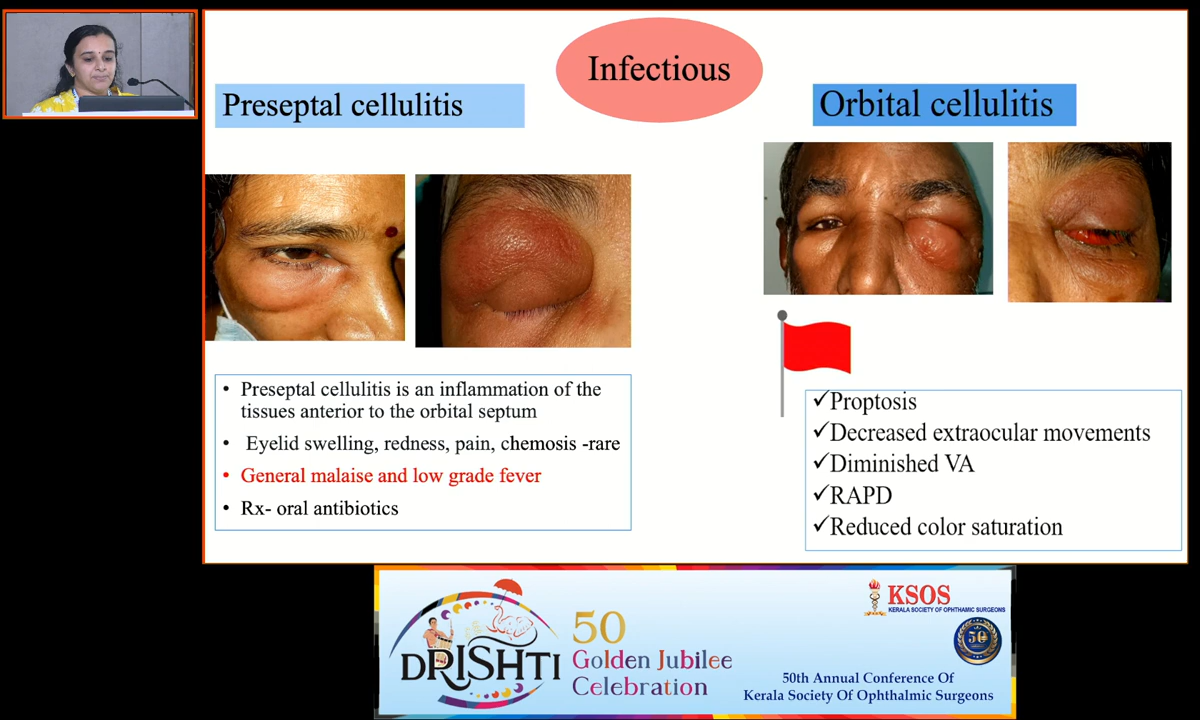 Infectious
Preseptal cellulitis
Orbital cellulitis
• Preseptal cellulitis is an inflammation of the
tissues anterior to the orbital septum
• Eyelid swelling, redness, pain, chemosis -rare
• General malaise and low grade fever
• Rx- oral antibiotics
✓Proptosis
✓Decreased extraocular movements
✓Diminished VA
✓RAPD
✓Reduced color saturation
DRISHTI
50
Golden Jubilee
Celebration
KSOS
KERALA SOCIETY OF OPHTHAMIC SURGEONS
50
50th Annual Conference Of
Kerala Society Of Ophthalmic Surgeons